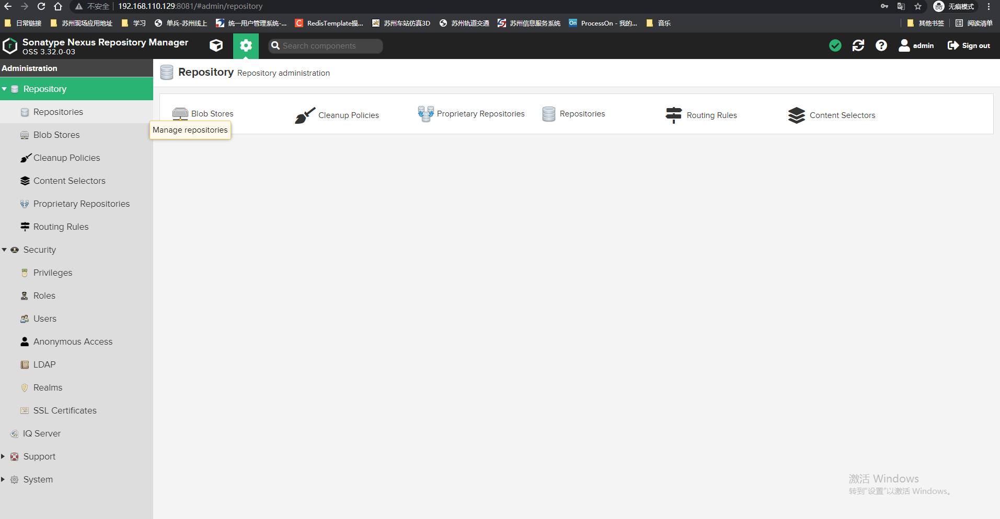 不安全 192.168.110.129:8081/#admin/repository 无痕模式
日常链接 苏州现场应用地址 学习 单兵-苏州线上 统一用户管理系统-... C RedisTemplate操... 苏州车站仿真3D 苏州轨道交通 苏州信息服务系统 On ProcessOn - 我的... 音乐 其他书签 阅读清单
Sonatype Nexus Repository Manager
OSS 3.32.0-03
Search components
admin Sign out
Administration
Repository Repository administration
Repository
Repositories
Blob Stores Cleanup Policies Proprietary Repositories Repositories Routing Rules Content Selectors
Manage repositories
Blob Stores
Cleanup Policies
Content Selectors
Proprietary Repositories
Routing Rules
Security
Privileges
Roles
Users
Anonymous Access
LDAP
Realms
SSL Certificates
IQ Server
Support
System
激活 Windows
转到"设置"以激活 Windows。